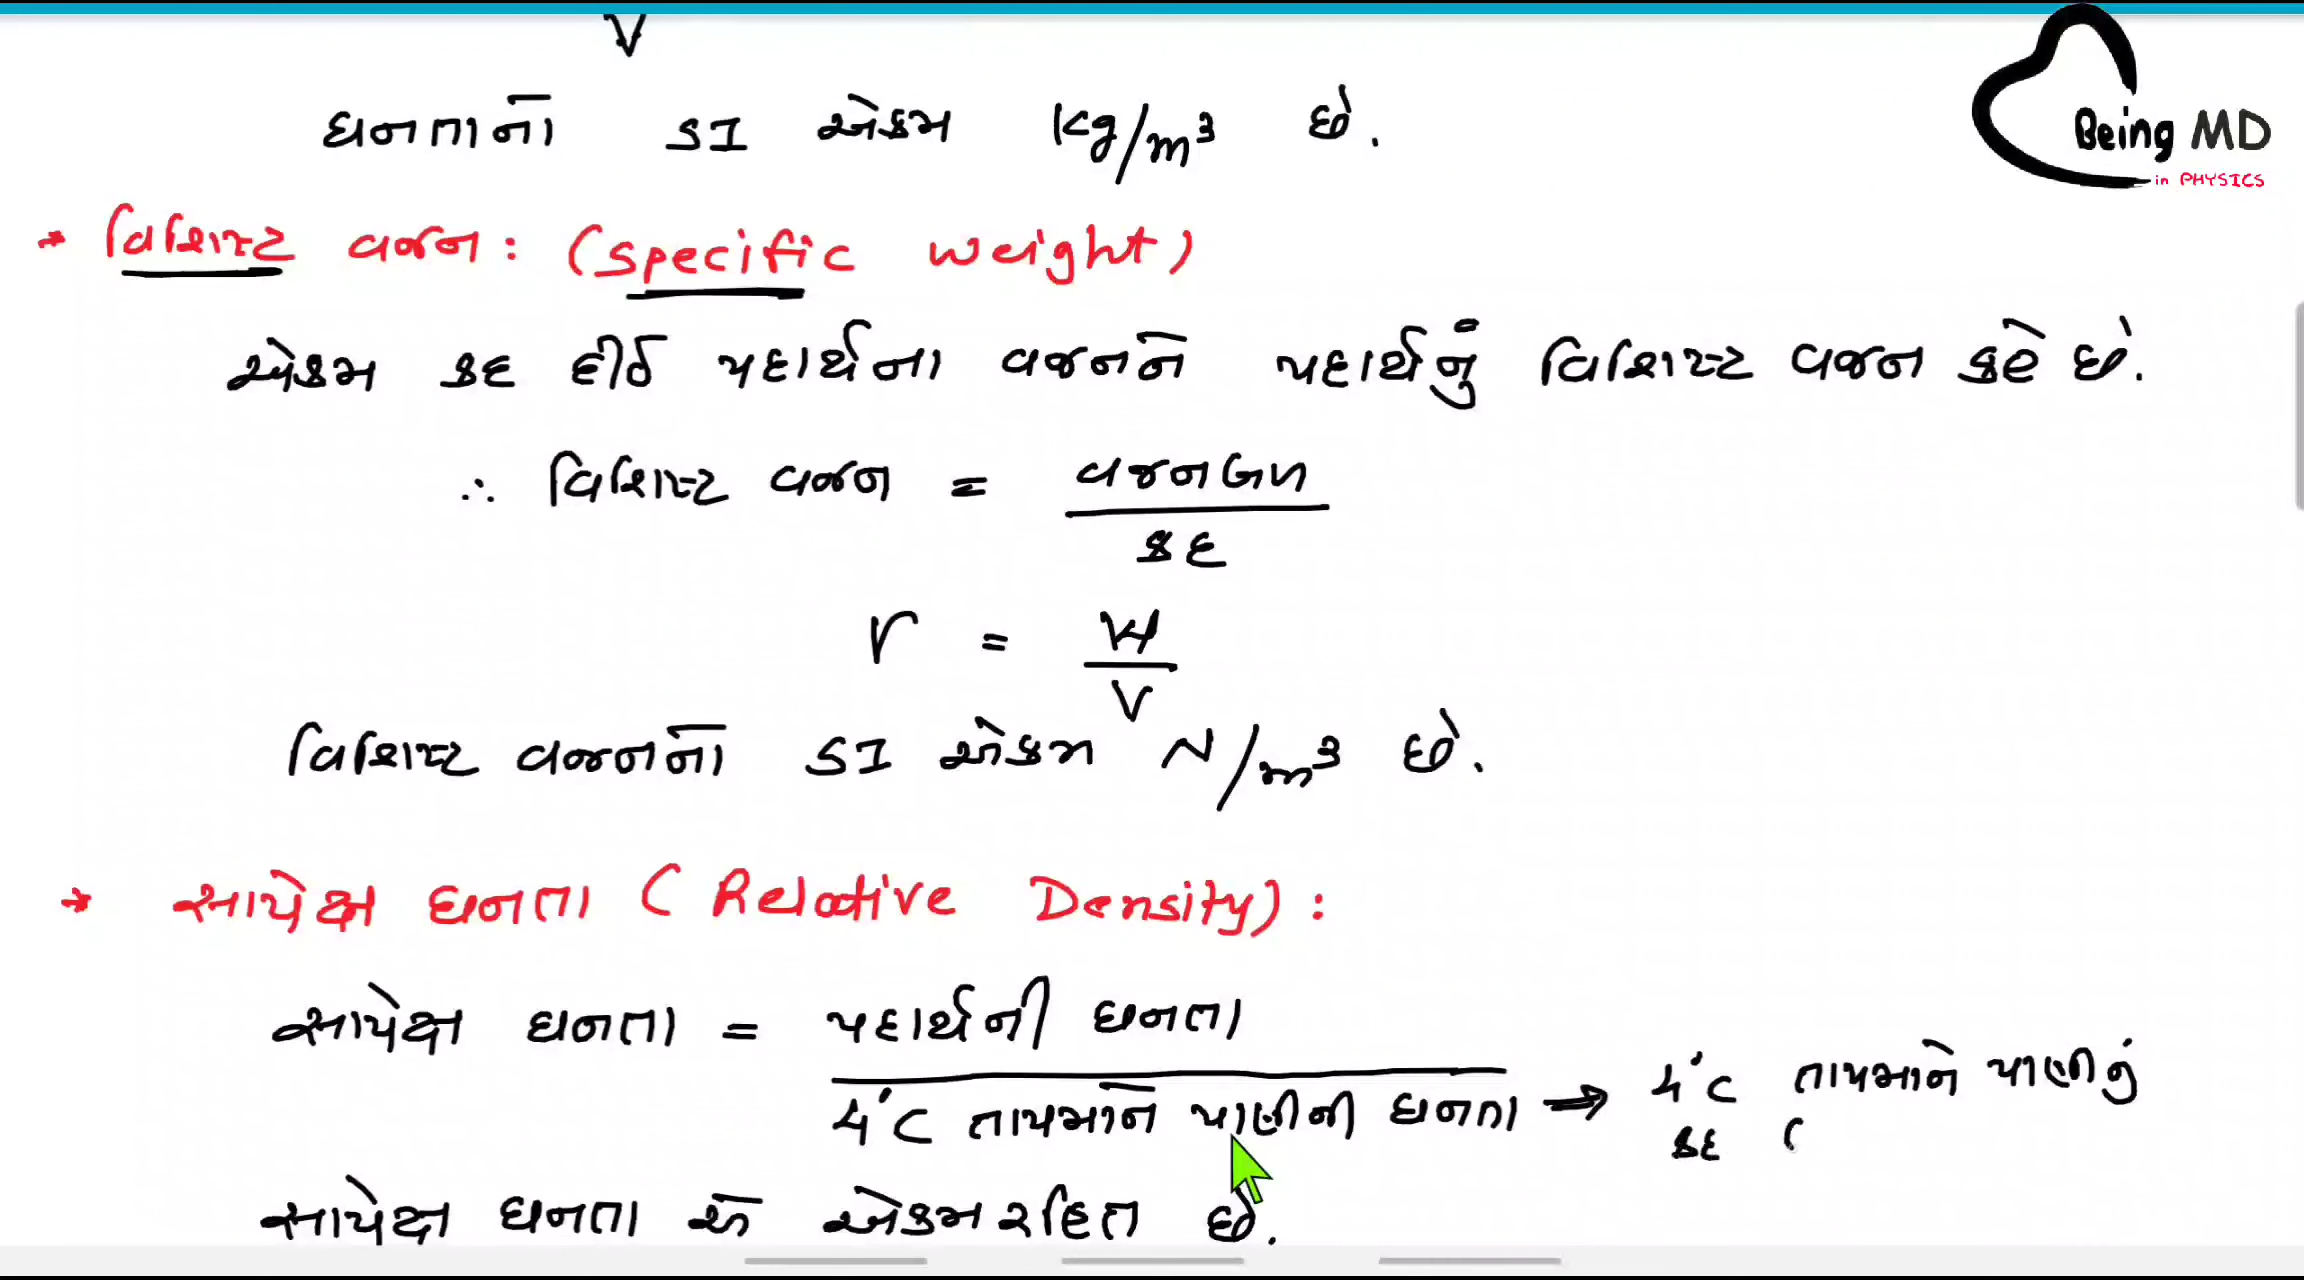 V
ઘનતાનો SI એકમ kg/m³ છે.
Being MD
in PHYSICS
→ વિશિષ્ટ વજન: (specific weight)
એકમ કદ દીઠ પદાર્થના વજનને પદાર્થનું વિશિષ્ટ વજન કહે છે.
∴ વિશિષ્ટ વજન = વજનબળ
કદ
r = W
V
વિશિષ્ટ વજનનો SI એકમ N/m³ છે.
→ સાપેક્ષ ઘનતા (Relative Density):
સાપેક્ષ ઘનતા = પદાર્થની ઘનતા
4°C તાપમાને પાણીની ઘનતા → 4°C તાપમાને પાણીનું
કદ (
સાપેક્ષ ઘનતા એ એકમ રહિત છે.